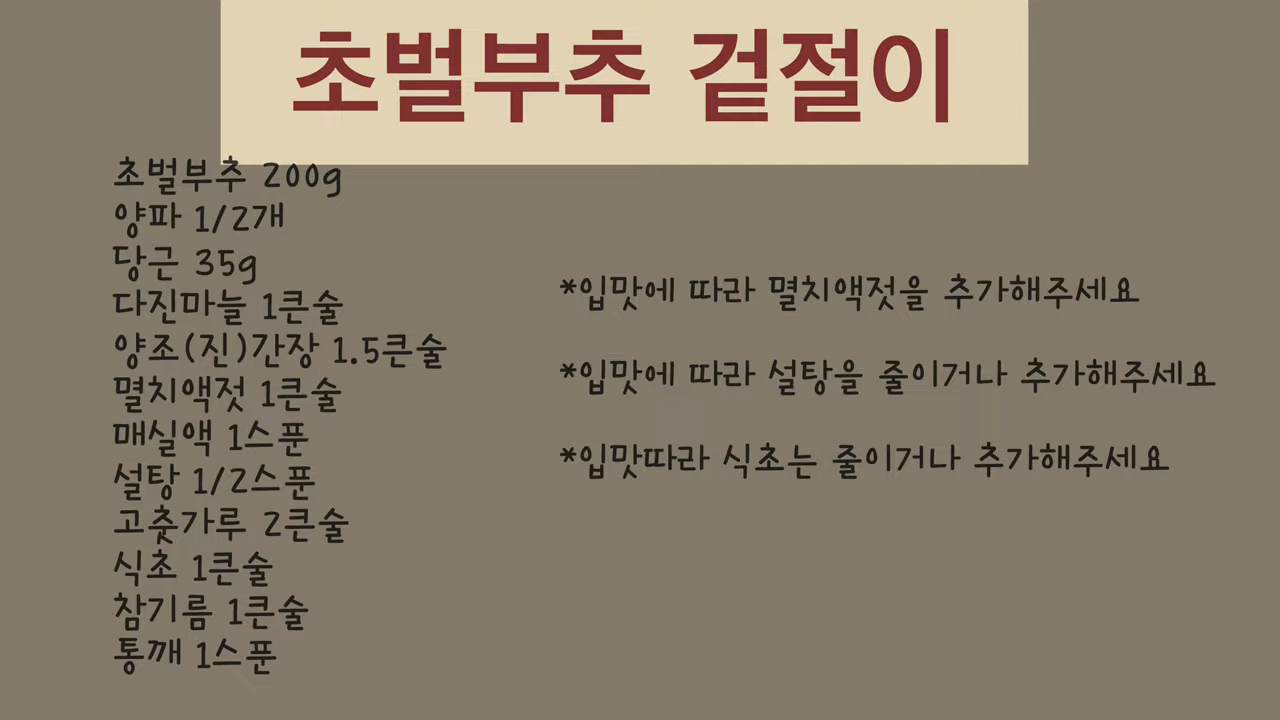 초벌부추 겉절이
초벌부추 200g
양파 1/2개
당근 35g
다진마늘 1큰술
양조(진)간장 1.5큰술
멸치액젓 1큰술
매실액 1스푼
설탕 1/2스푼
고춧가루 2큰술
식초 1큰술
참기름 1큰술
통깨 1스푼
*입맛에 따라 멸치액젓을 추가해주세요
*입맛에 따라 설탕을 줄이거나 추가해주세요
*입맛따라 식초는 줄이거나 추가해주세요